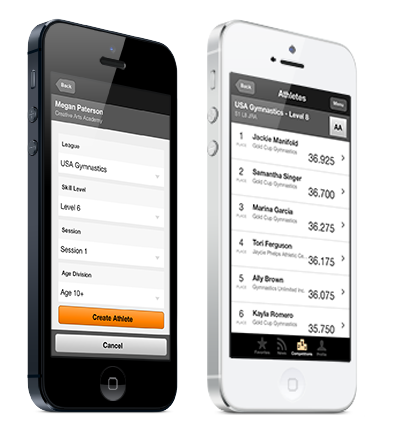 Back
Megan Paterson
Creative Arts Academy
League
USA Gymnastics
Skill Level
Level 6
Session
Session 1
Age Division
Age 10+
Create Athlete
Cancel
Back
Athletes
Menu
USA Gymnastics - Level 6
AA
1 Jackie Manifold
PLACE Gold Cup Gymnastics
36.925
2 Samantha Singer
PLACE Gold Cup Gymnastics
36.700
3 Marina Garcia
PLACE Gold Cup Gymnastics
36.275
4 Tori Ferguson
PLACE Jaycie Phelps Athletic Ce...
36.175
5 Ally Brown
PLACE Gymnastics Unlimited Inc.
36.075
6 Kayla Romero
PLACE Gold Cup Gymnastics
35.750
Favorites News Competitions Profile